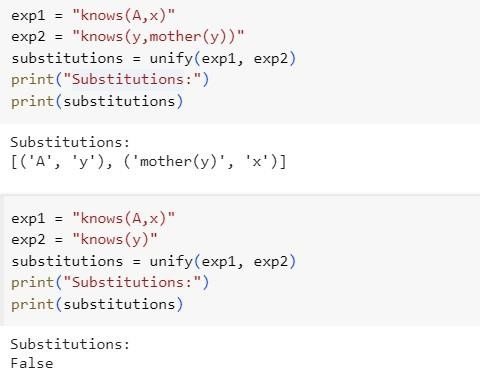 exp1 = "knows(A,x)"
exp2 = "knows(y,mother(y))"
substitutions = unify(exp1, exp2)
print("Substitutions:")
print(substitutions)
Substitutions:
[('A', 'y'), ('mother(y)', 'x')]
exp1 = "knows(A,x)"
exp2 = "knows(y)"
substitutions = unify(exp1, exp2)
print("Substitutions:")
print(substitutions)
Substitutions:
False